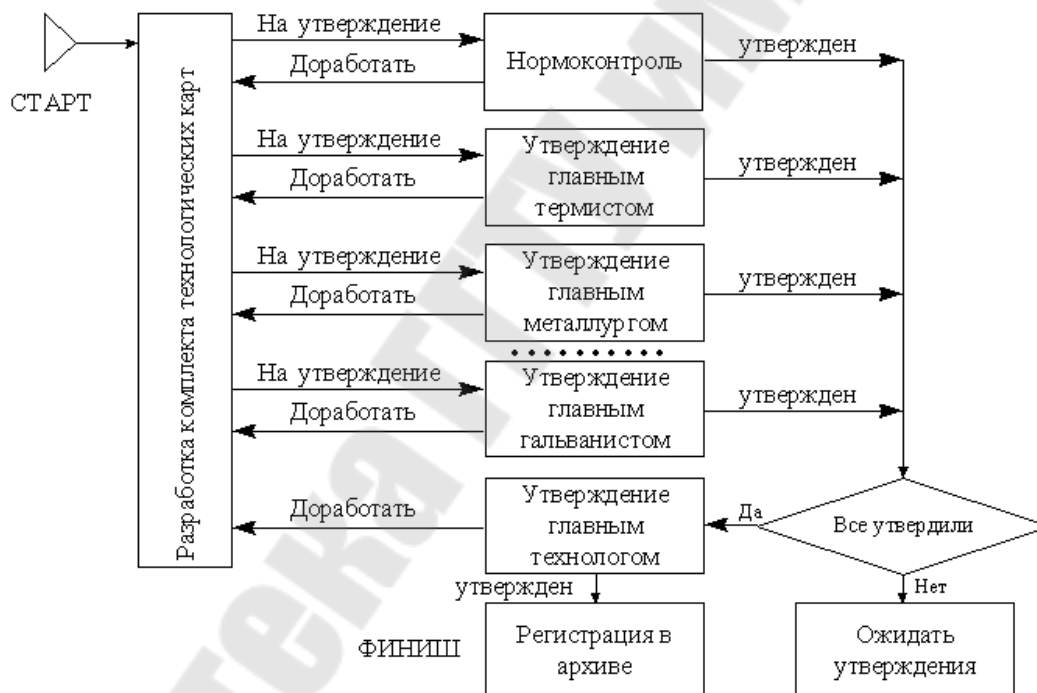 СТАРТ
Разработка комплекта технологических карт
На утверждение
Доработать
Нормоконтроль
утвержден
На утверждение
Доработать
Утверждение
главным
термистом
утвержден
На утверждение
Доработать
Утверждение
главным
металлургом
утвержден
На утверждение
Доработать
Утверждение
главным
гальванистом
утвержден
Доработать
Утверждение
главным
технологом
Да
Все утвердили
утвержден
Нет
ФИНИШ
Регистрация в
архиве
Ожидать
утверждения